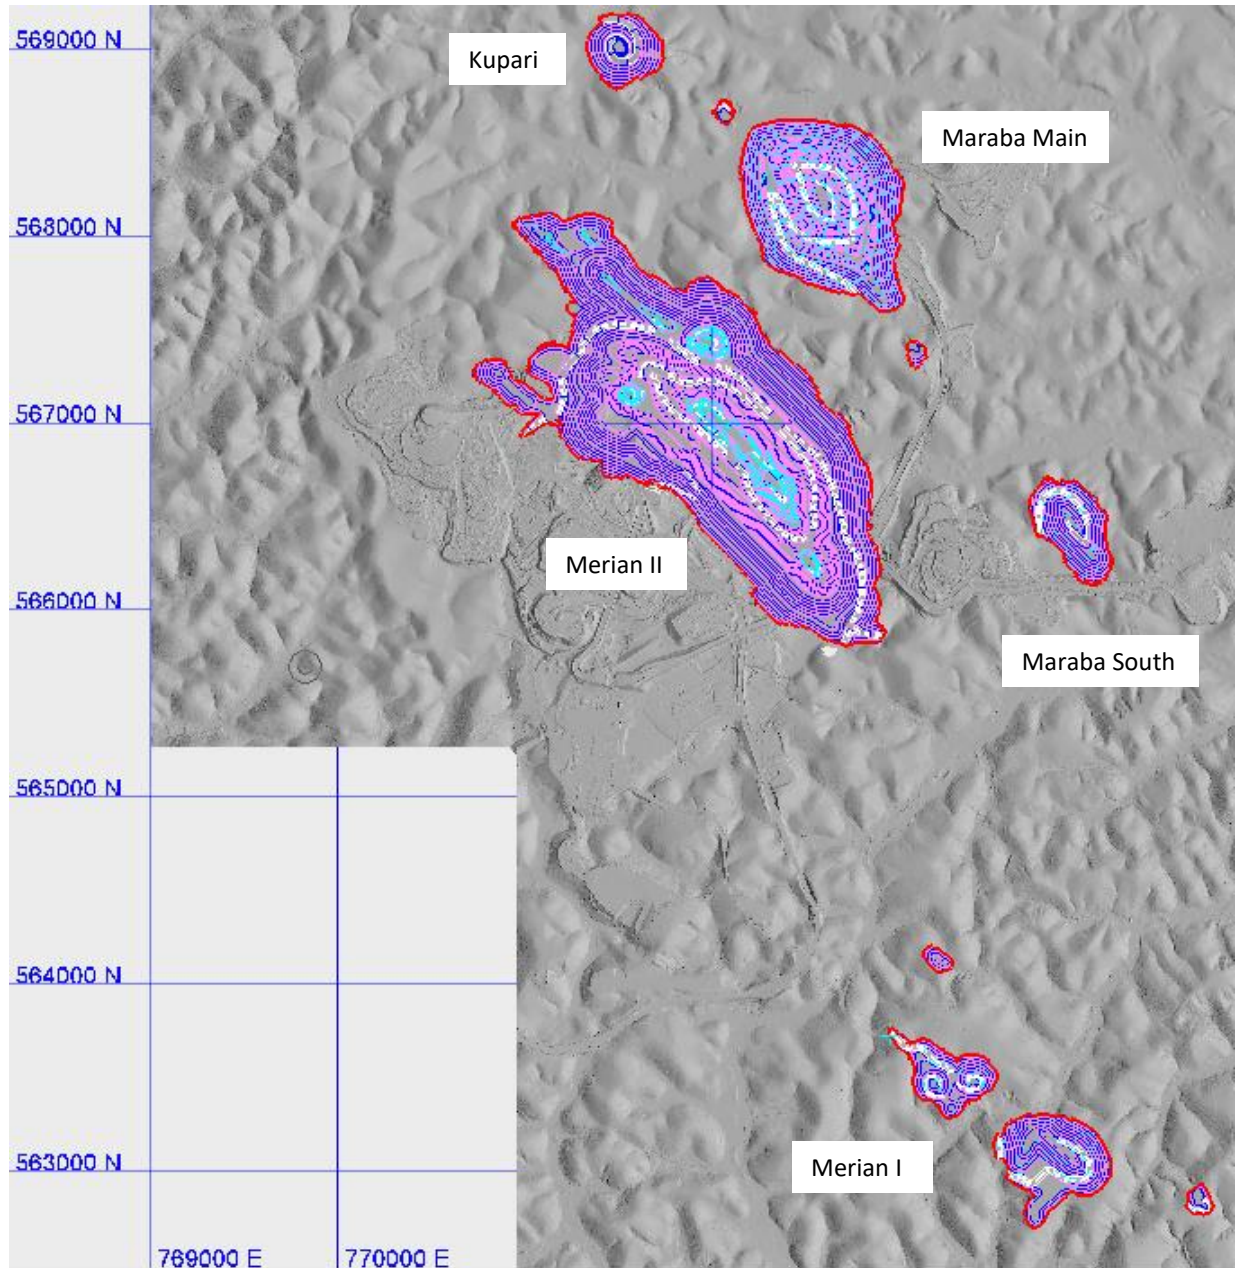 569000 N
Kupari
Maraba Main
568000 N
567000 N
Merian II
566000 N
Maraba South
565000 N
564000 N
563000 N
Merian I
769000 E
770000 E